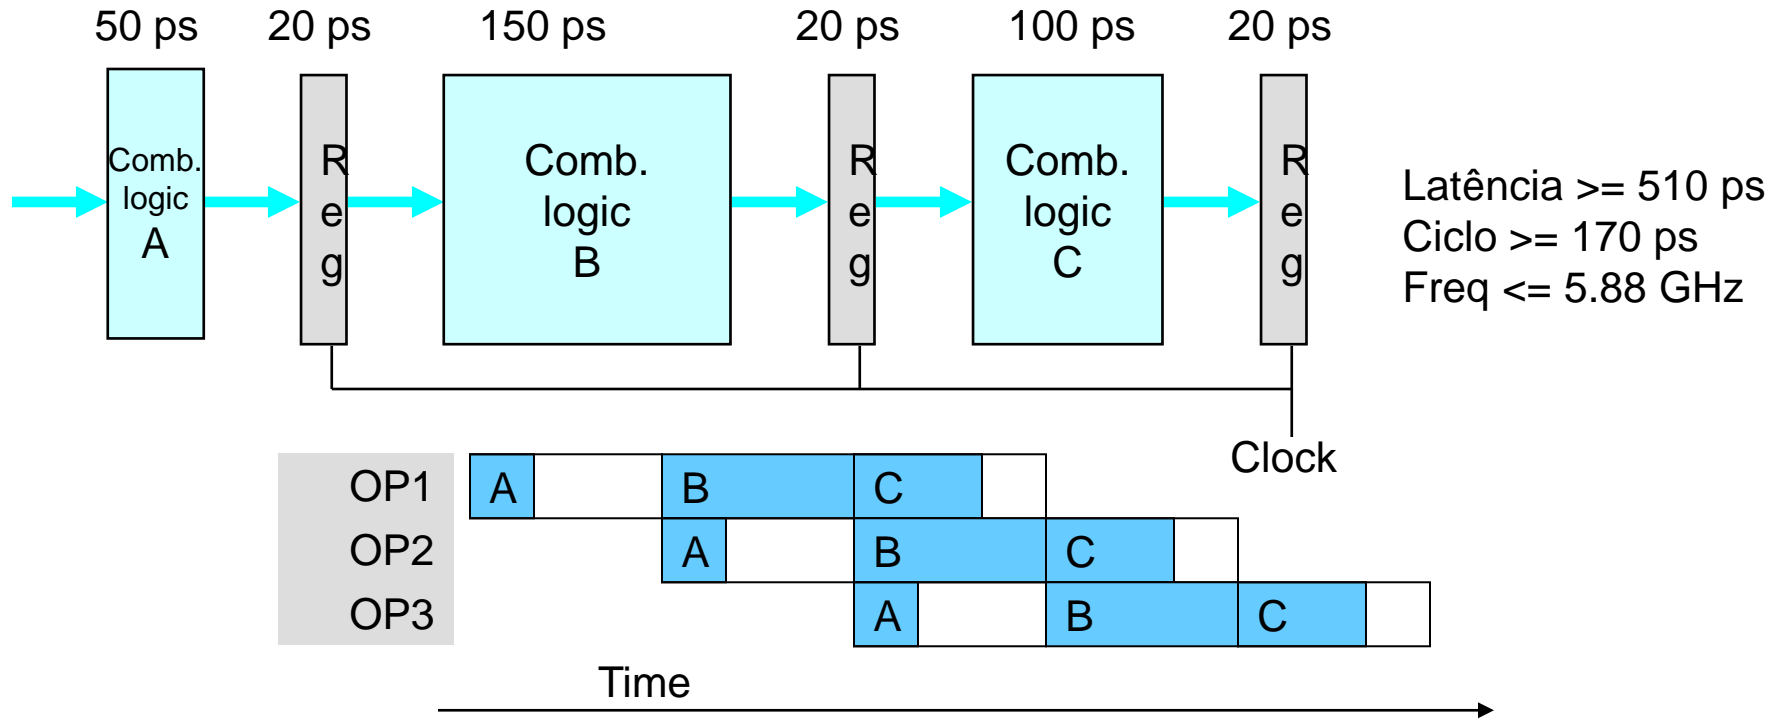 50 ps 20 ps 150 ps 20 ps 100 ps 20 ps
Comb.
logic
A
R
e
g
Comb.
logic
B
R
e
g
Comb.
logic
C
R
e
g
Latência >= 510 ps
Ciclo >= 170 ps
Freq <= 5.88 GHz
Clock
OP1 A B C
OP2 A B C
OP3 A B C
Time